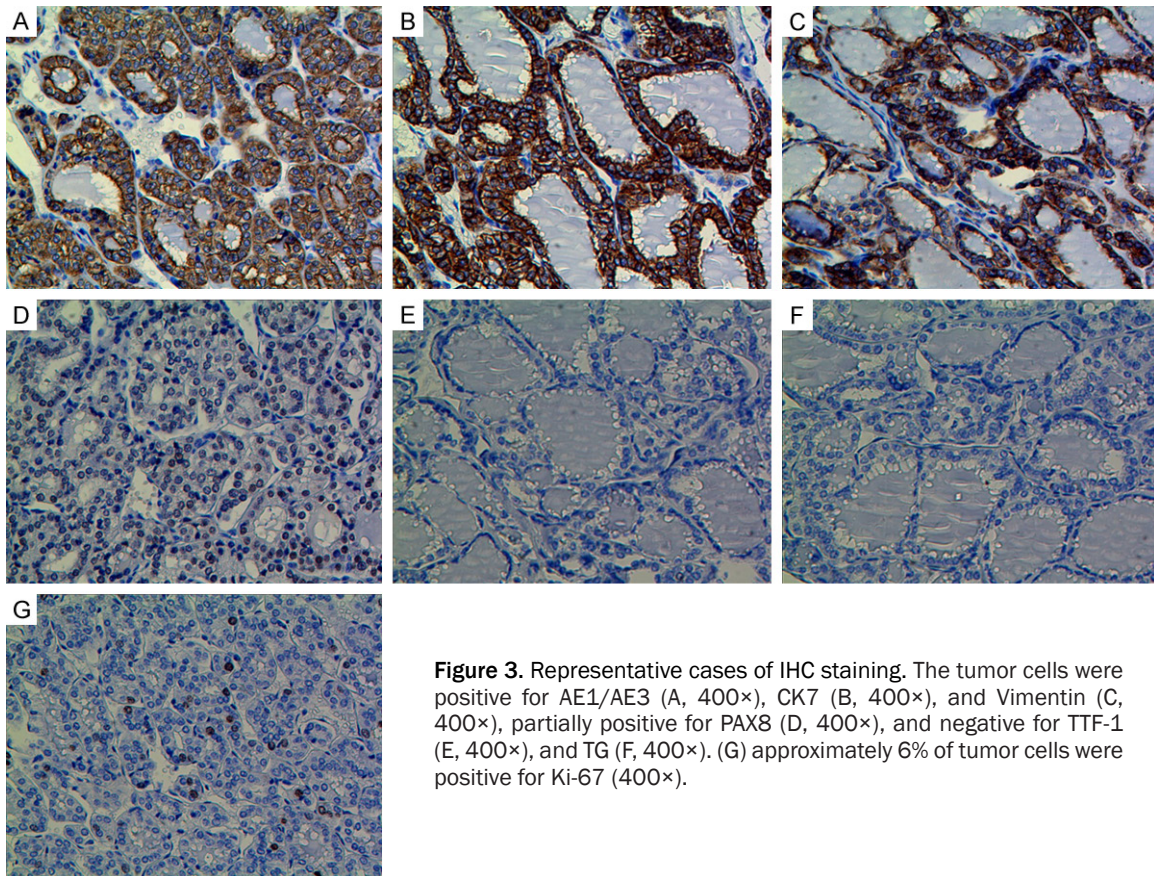 A
B
C
D
E
F
G
Figure 3. Representative cases of IHC staining. The tumor cells were
positive for AE1/AE3 (A, 400×), CK7 (B, 400×), and Vimentin (C,
400×), partially positive for PAX8 (D, 400×), and negative for TTF-1
(E, 400×), and TG (F, 400×). (G) approximately 6% of tumor cells were
positive for Ki-67 (400×).